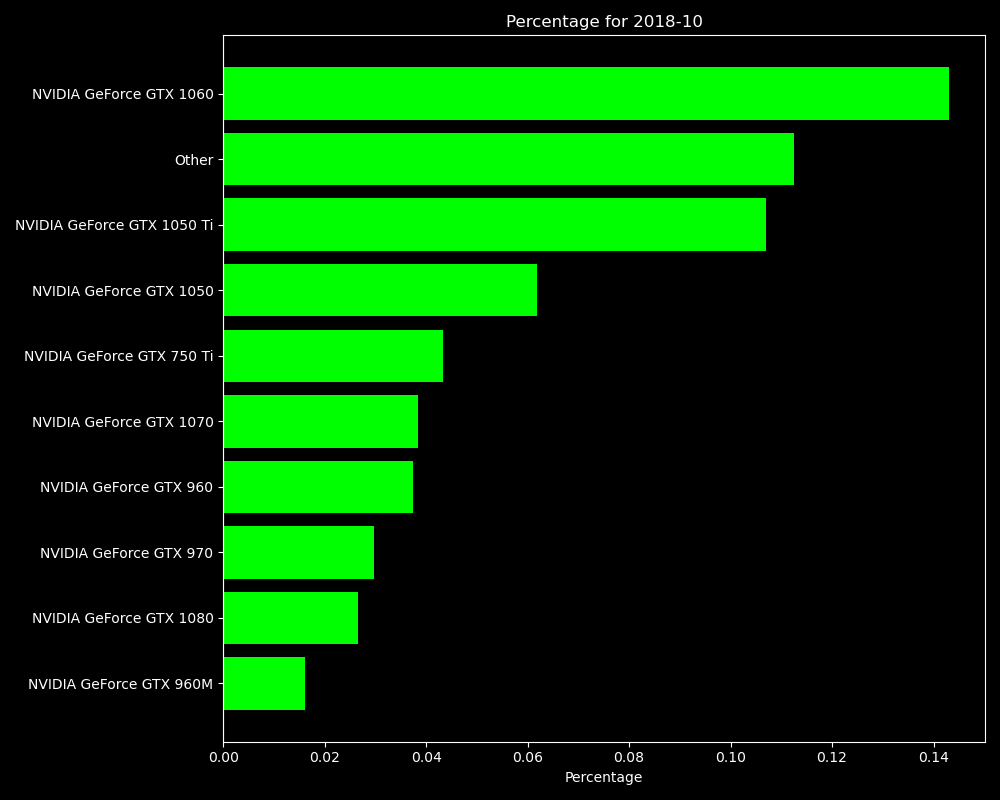 Percentage for 2018-10
NVIDIA GeForce GTX 1060
Other
NVIDIA GeForce GTX 1050 Ti
NVIDIA GeForce GTX 1050
NVIDIA GeForce GTX 750 Ti
NVIDIA GeForce GTX 1070
NVIDIA GeForce GTX 960
NVIDIA GeForce GTX 970
NVIDIA GeForce GTX 1080
NVIDIA GeForce GTX 960M
0.00 0.02 0.04 0.06 0.08 0.10 0.12 0.14
Percentage